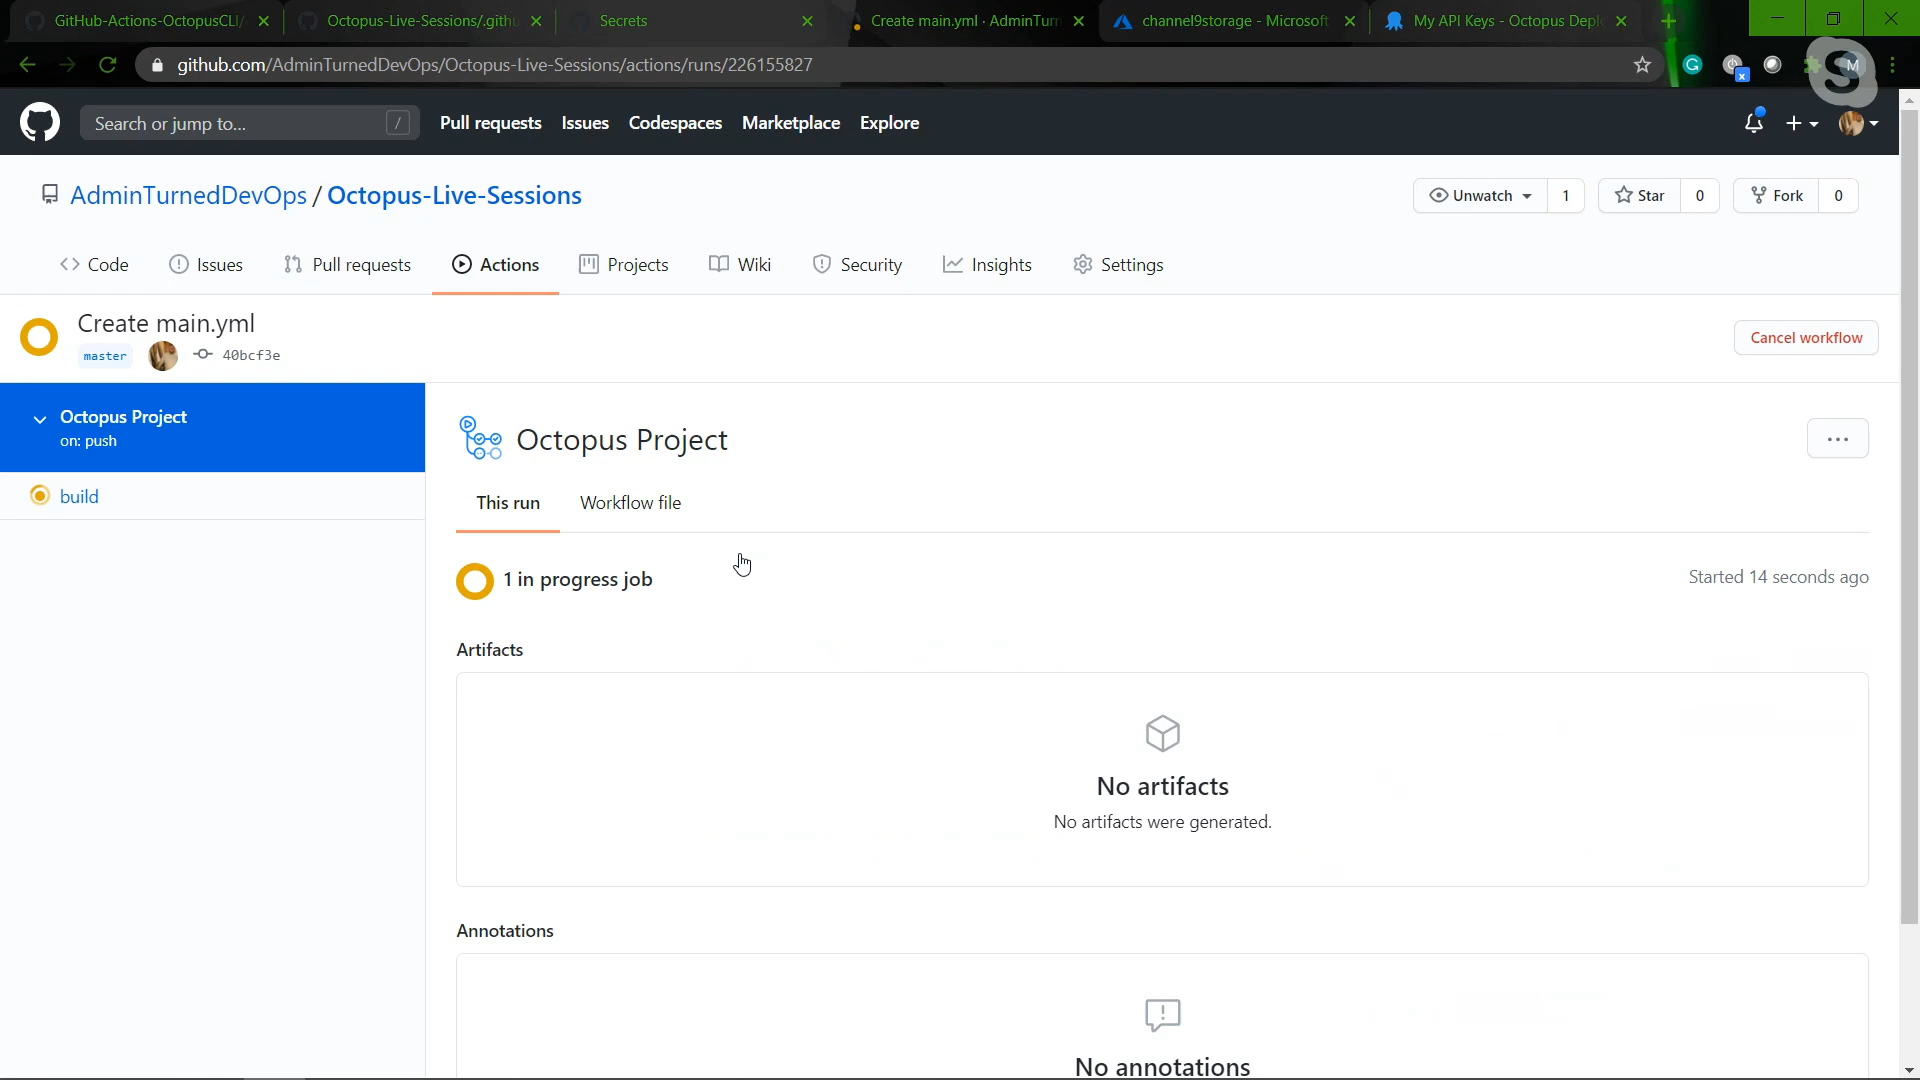 GitHub-Actions-OctopusCLI/
Octopus-Live-Sessions/.githu
Secrets
Create main.yml · AdminTurn
channel9storage - Microsoft
My API Keys - Octopus Depl
github.com/AdminTurnedDevOps/Octopus-Live-Sessions/actions/runs/226155827
Search or jump to... /
Pull requests Issues Codespaces Marketplace Explore
AdminTurnedDevOps / Octopus-Live-Sessions
Unwatch 1
Star 0
Fork 0
Code Issues Pull requests Actions Projects Wiki Security Insights Settings
Create main.yml
master 40bcf3e
Cancel workflow
Octopus Project
on: push
build
Octopus Project
...
This run Workflow file
1 in progress job
Started 14 seconds ago
Artifacts
No artifacts
No artifacts were generated.
Annotations
No annotations